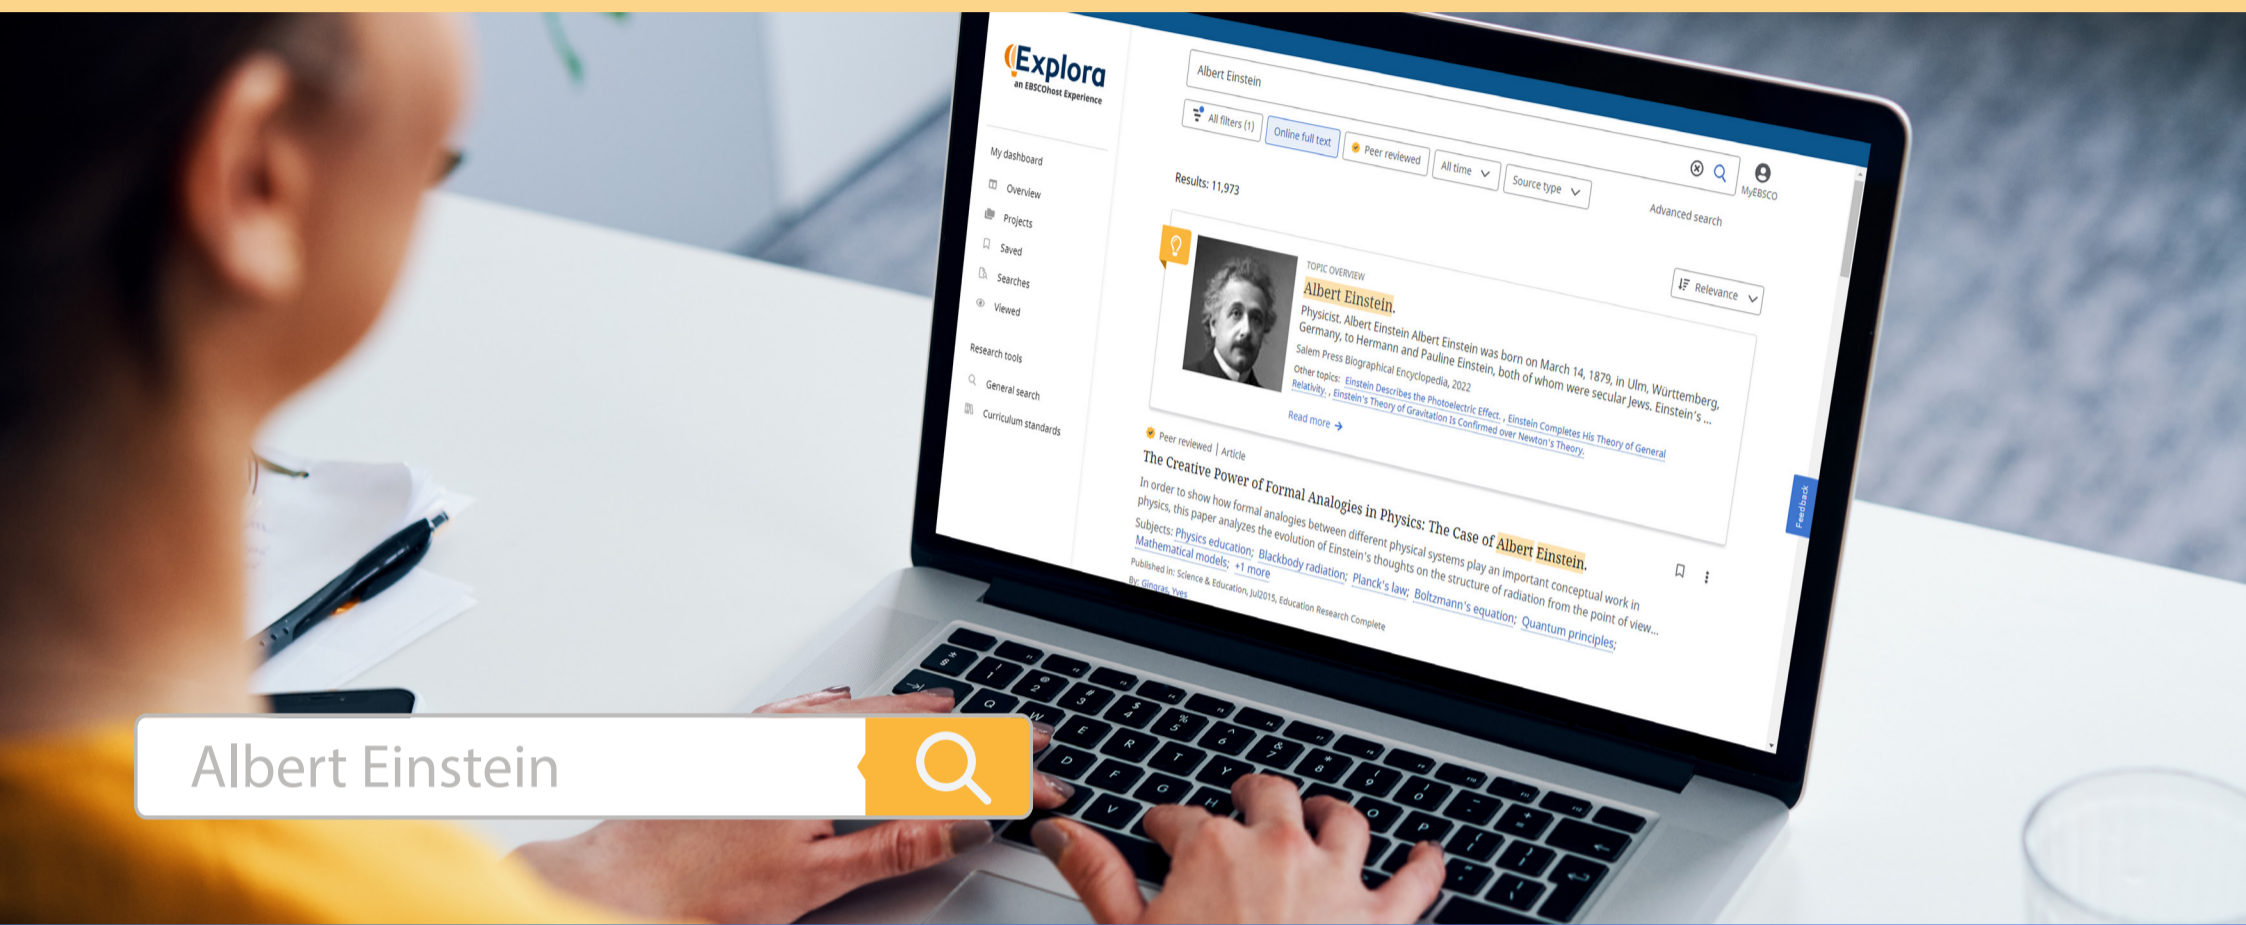 Explora
an EBSCOhost Experience
My dashboard
Overview
Projects
Saved
Searches
Viewed
Research tools
General search
Curriculum standards
Albert Einstein
All filters (1)
Online full text
Peer reviewed
All time
Source type
MyEBSCO
Advanced search
Results: 11,973
Relevance
TOPIC OVERVIEW
Albert Einstein.
Physicist. Albert Einstein Albert Einstein was born on March 14, 1879, in Ulm, Württemberg,
Germany, to Hermann and Pauline Einstein, both of whom were secular Jews. Einstein's ...
Salem Press Biographical Encyclopedia, 2022
Other topics: Einstein Describes the Photoelectric Effect. , Einstein Completes His Theory of General
Relativity. , Einstein's Theory of Gravitation Is Confirmed over Newton's Theory.
Read more
Peer reviewed | Article
The Creative Power of Formal Analogies in Physics: The Case of Albert Einstein.
In order to show how formal analogies between different physical systems play an important conceptual work in
physics, this paper analyzes the evolution of Einstein's thoughts on the structure of radiation from the point of view...
Subjects: Physics education; Blackbody radiation; Planck's law; Boltzmann's equation; Quantum principles;
Mathematical models; +1 more
Published in: Science & Education, Jul2015, Education Research Complete
By: Gingras, Yves
Feedback
Albert Einstein